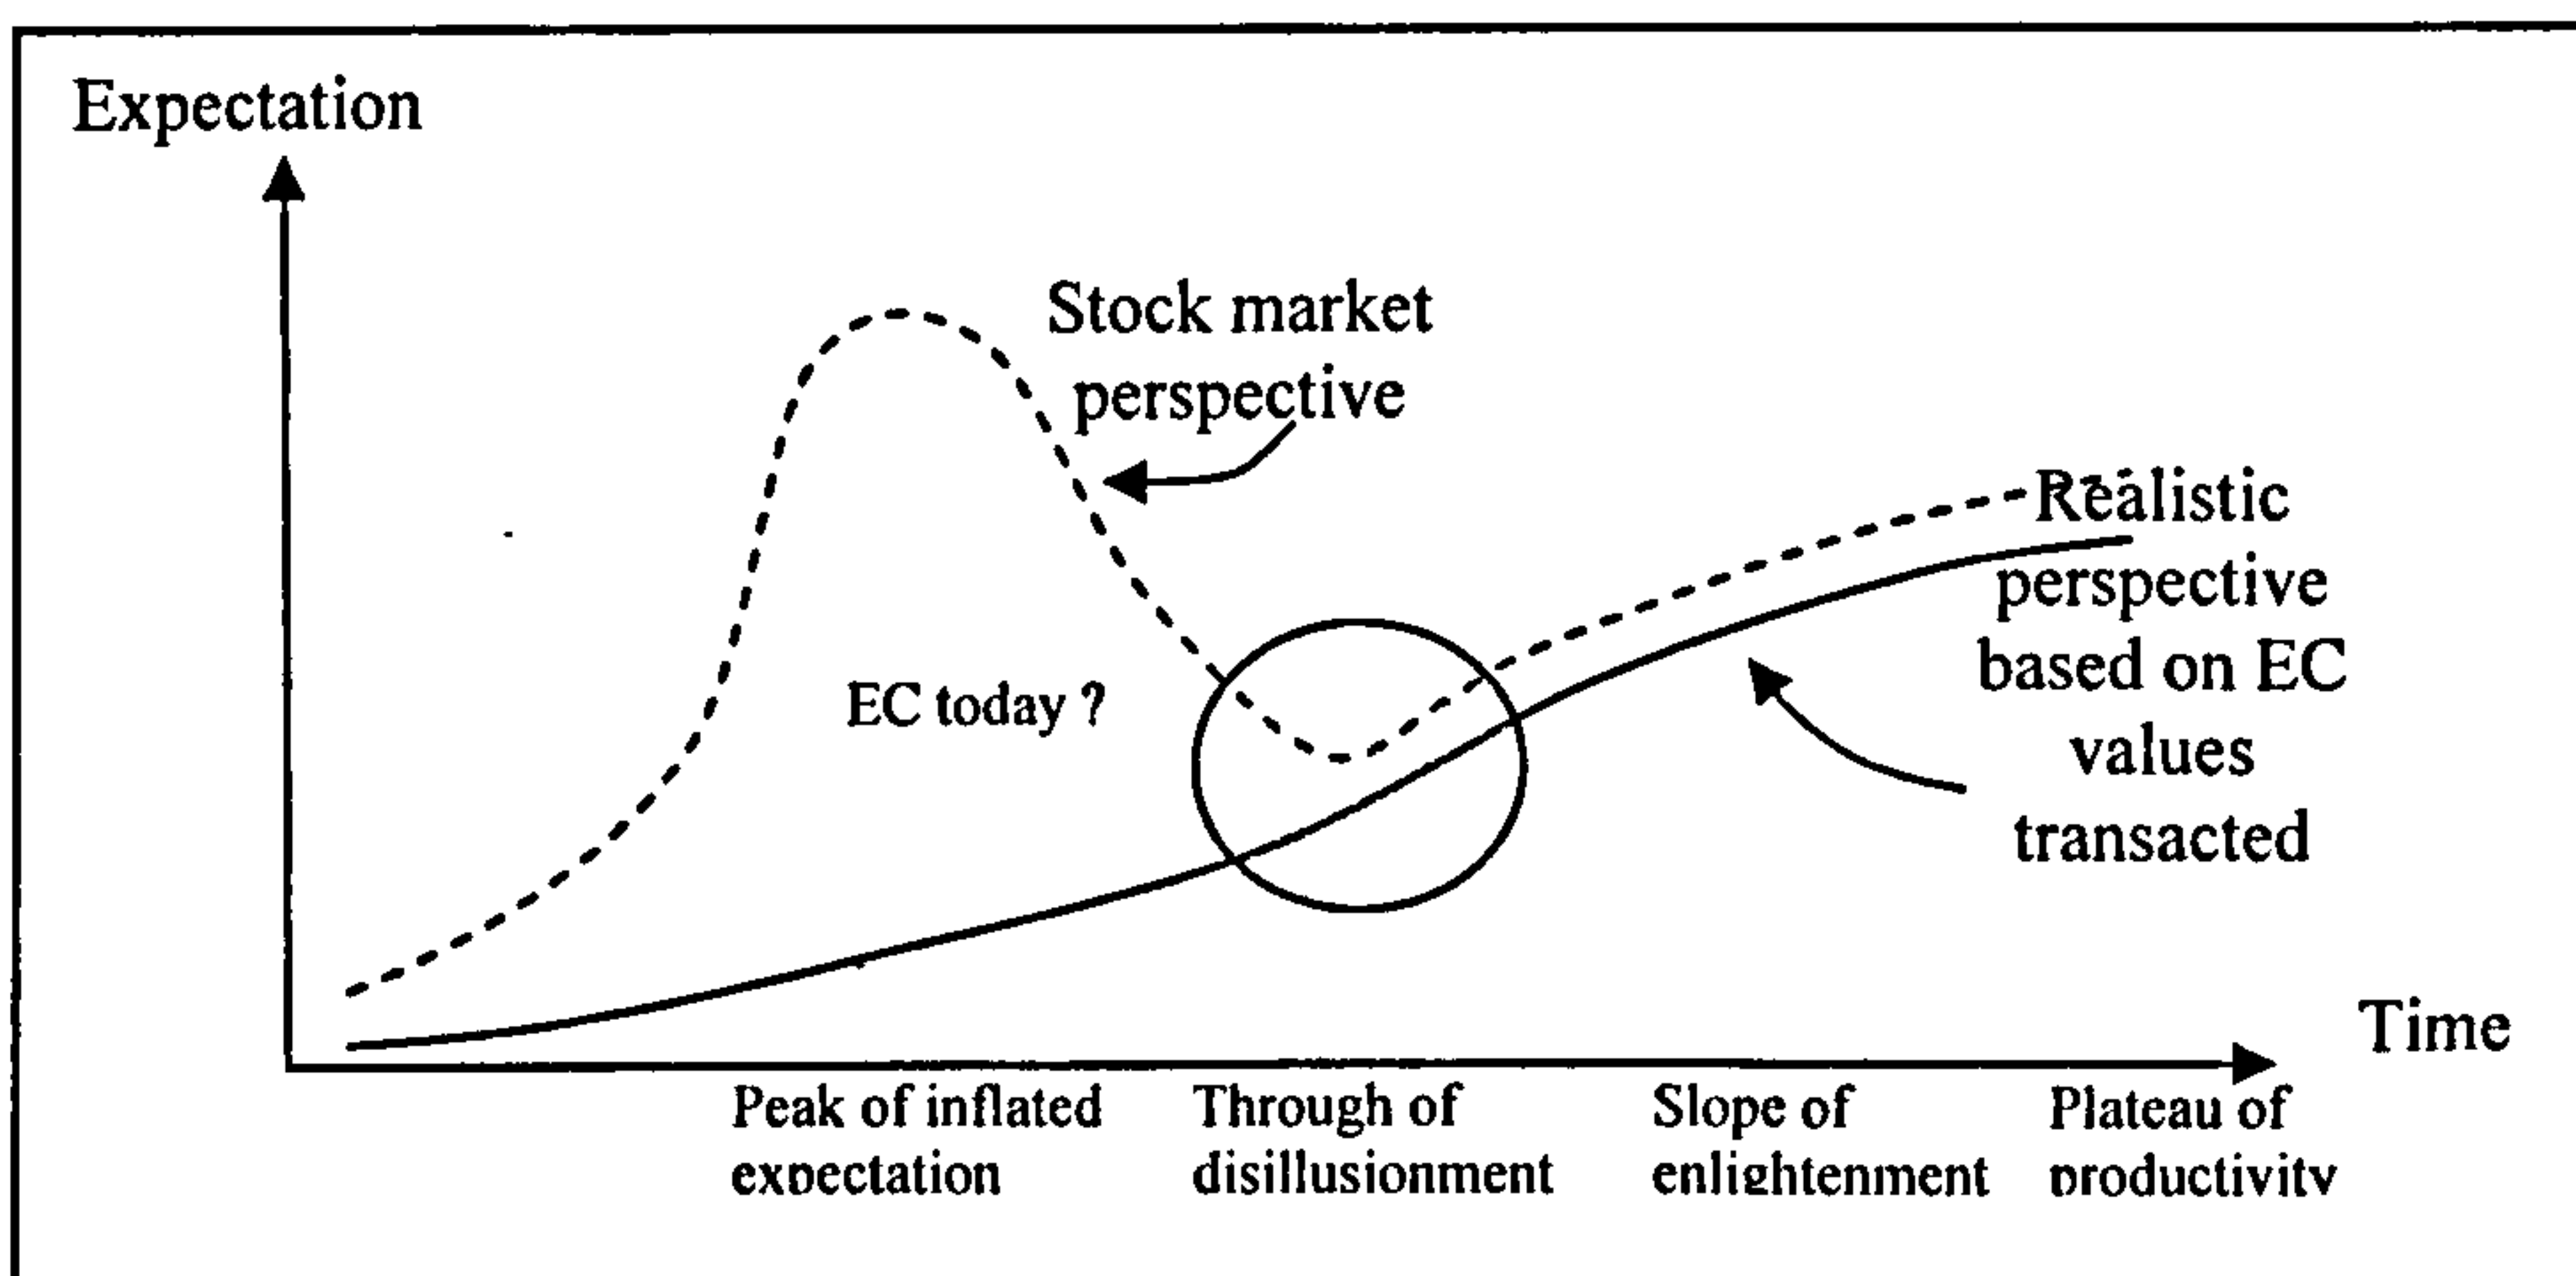 Expectation
Stock market
perspective
Realistic
perspective
based on EC
values
transacted
EC today ?
Time
Peak of inflated
expectation
Through of
disillusionment
Slope of
enlightenment
Plateau of
productivity